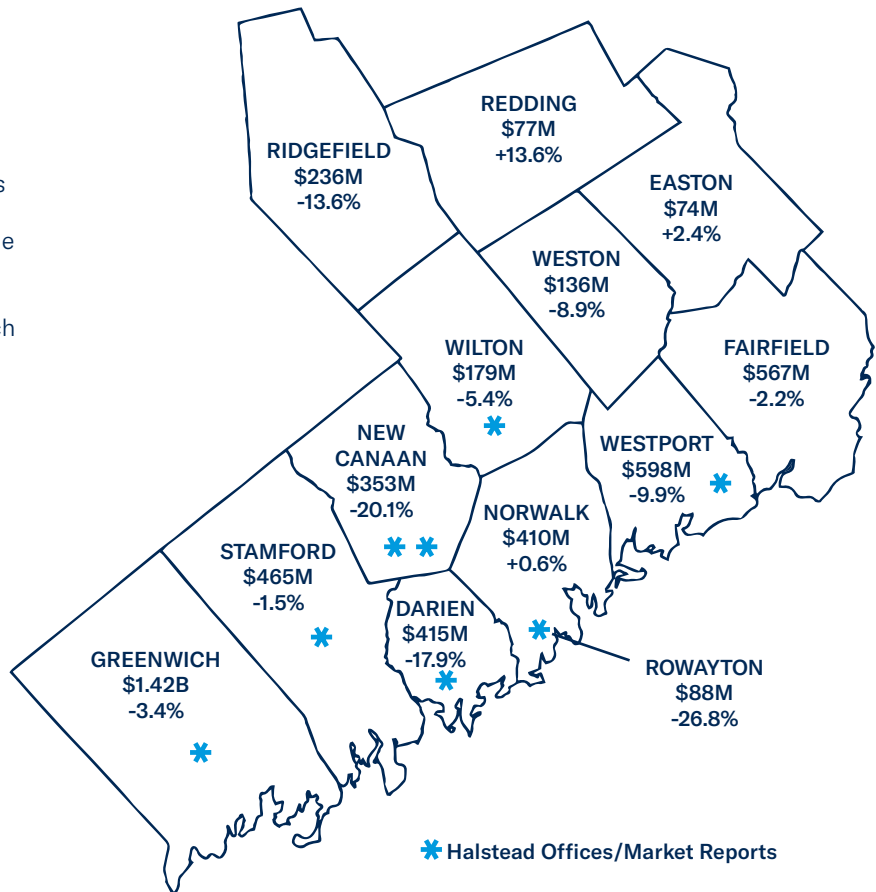 s
e
ch
REDDING
$77M
+13.6%
RIDGEFIELD
$236M
-13.6%
EASTON
$74M
+2.4%
WESTON
$136M
-8.9%
WILTON
$179M
-5.4%
FAIRFIELD
$567M
-2.2%
NEW
CANAAN
$353M
-20.1%
WESTPORT
$598M
-9.9%
NORWALK
$410M
+0.6%
STAMFORD
$465M
-1.5%
DARIEN
$415M
-17.9%
GREENWICH
$1.42B
-3.4%
ROWAYTON
$88M
-26.8%
Halstead Offices/Market Reports